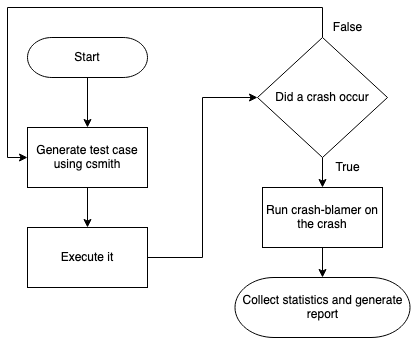 False
Start
Did a crash occur
Generate test case
using csmith
True
Run crash-blamer on
the crash
Execute it
Collect statistics and generate
report